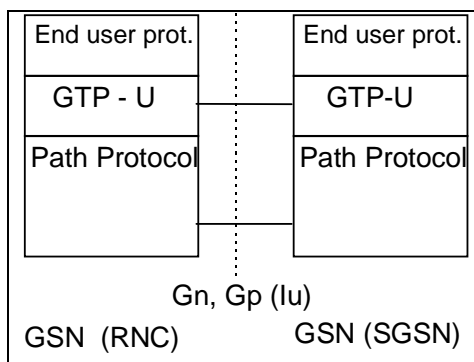 End user prot.
End user prot.
GTP - U
GTP-U
Path Protocol
Path Protocol
Gn, Gp (Iu)
GSN (RNC)
GSN (SGSN)